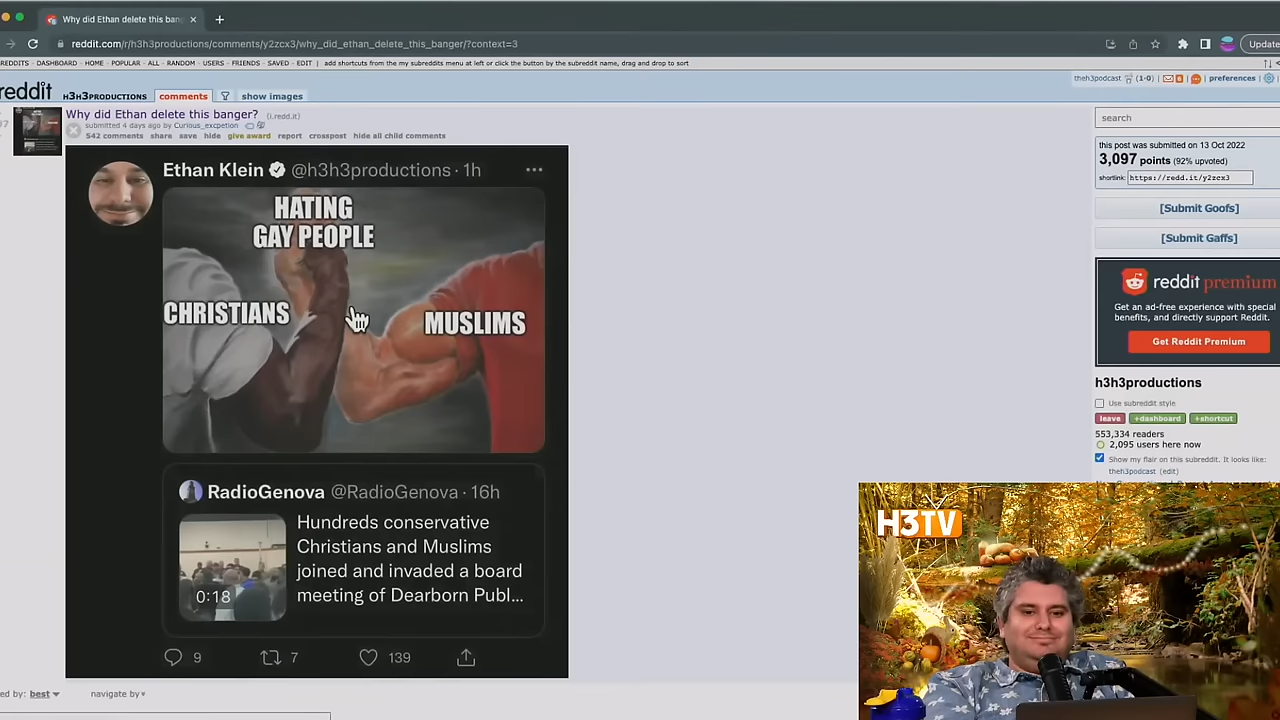 Why did Ethan delete this bang
reddit.com/r/h3h3productions/comments/y2zcx3/why_did_ethan_delete_this_banger/?context=3
Update
REDDITS - DASHBOARD - HOME - POPULAR - ALL - RANDOM - USERS - FRIENDS - SAVED - EDIT | add shortcuts from the my subreddits menu at left or click the button by the subreddit name, drag and drop to sort
reddit H3H3PRODUCTIONS comments show images
theh3podcast (1·0) | 6 | preferences |
Why did Ethan delete this banger? (i.redd.it)
submitted 4 days ago by Curious_excpetion
542 comments share save hide give award report crosspost hide all child comments
Ethan Klein @h3h3productions · 1h
HATING
GAY PEOPLE
CHRISTIANS
MUSLIMS
RadioGenova @RadioGenova · 16h
Hundreds conservative
Christians and Muslims
joined and invaded a board
meeting of Dearborn Publ...
0:18
9 7 139
ed by: best navigate by
search
this post was submitted on 13 Oct 2022
3,097 points (92% upvoted)
shortlink: https://redd.it/y2zcx3
[Submit Goofs]
[Submit Gaffs]
reddit premium
Get an ad-free experience with special
benefits, and directly support Reddit.
Get Reddit Premium
h3h3productions
Use subreddit style
leave +dashboard +shortcut
553,334 readers
2,095 users here now
Show my flair on this subreddit. It looks like:
theh3podcast (edit)
H3TV